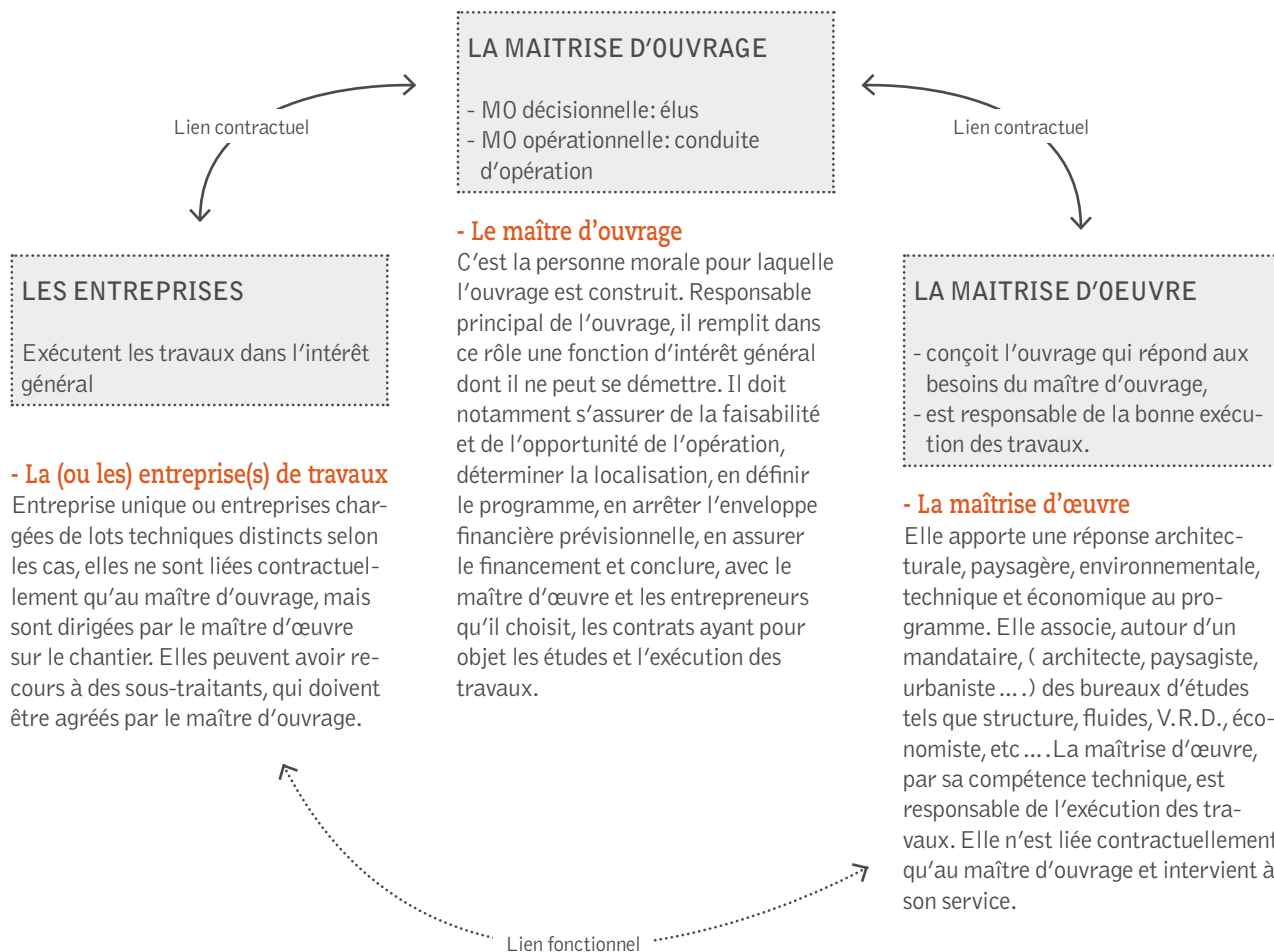 LA MAITRISE D'OUVRAGE
- MO décisionnelle: élus
- MO opérationnelle: conduite
d'opération
Lien contractuel
Lien contractuel
LES ENTREPRISES
Exécutent les travaux dans l'intérêt
général
- La (ou les) entreprise(s) de travaux
Entreprise unique ou entreprises char-
gées de lots techniques distincts selon
les cas, elles ne sont liées contractuel-
lement qu'au maître d'ouvrage, mais
sont dirigées par le maître d'œuvre
sur le chantier. Elles peuvent avoir re-
cours à des sous-traitants, qui doivent
être agréés par le maître d'ouvrage.
- Le maître d'ouvrage
C'est la personne morale pour laquelle
l'ouvrage est construit. Responsable
principal de l'ouvrage, il remplit dans
ce rôle une fonction d'intérêt général
dont il ne peut se démettre. Il doit
notamment s'assurer de la faisabilité
et de l'opportunité de l'opération,
déterminer la localisation, en définir
le programme, en arrêter l'enveloppe
financière prévisionnelle, en assurer
le financement et conclure, avec le
maître d'œuvre et les entrepreneurs
qu'il choisit, les contrats ayant pour
objet les études et l'exécution des
travaux.
LA MAITRISE D'OEUVRE
- conçoit l'ouvrage qui répond aux
besoins du maître d'ouvrage,
- est responsable de la bonne exécu-
tion des travaux.
- La maîtrise d'œuvre
Elle apporte une réponse architec-
turale, paysagère, environnementale,
technique et économique au pro-
gramme. Elle associe, autour d'un
mandataire, ( architecte, paysagiste,
urbaniste ....) des bureaux d'études
tels que structure, fluides, V.R.D., éco-
nomiste, etc .... La maîtrise d'œuvre,
par sa compétence technique, est
responsable de l'exécution des tra-
vaux. Elle n'est liée contractuellement
qu'au maître d'ouvrage et intervient à
son service.
Lien fonctionnel